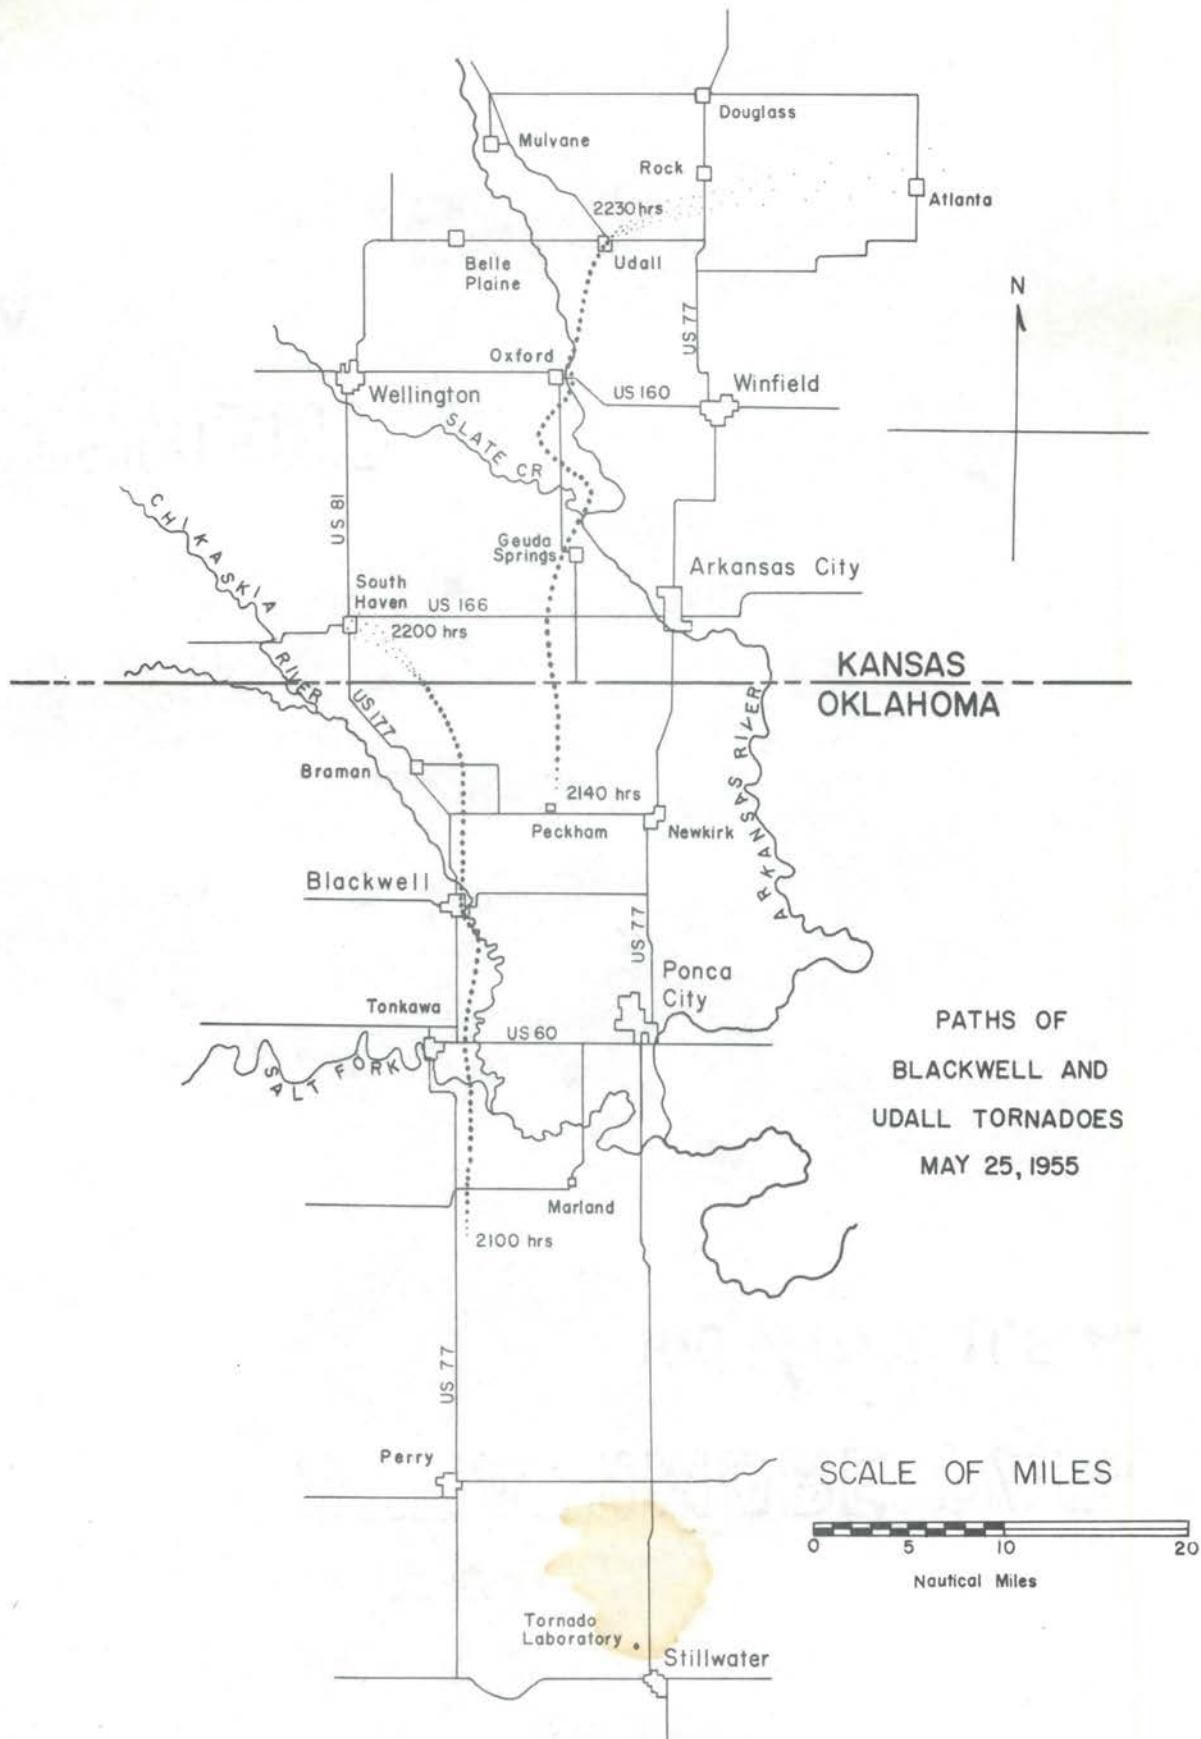 Douglass
Mulvane
Rock
Atlanta
2230 hrs
Belle
Plaine
Udall
N
US 77
Oxford
Wellington
US 160
Winfield
SLATE CR
CHIKASKIA
RIVER
US 81
Geuda
Springs
Arkansas City
South
Haven
US 166
2200 hrs
KANSAS
OKLAHOMA
US 177
ARKANSAS RIVER
Braman
2140 hrs
Peckham
Newkirk
Blackwell
US 77
Ponca
City
Tonkawa
US 60
SALT FORK
PATHS OF
BLACKWELL AND
UDALL TORNADOES
MAY 25, 1955
Marland
2100 hrs
US 77
Perry
SCALE OF MILES
0 5 10 20
Nautical Miles
Tornado
Laboratory
Stillwater